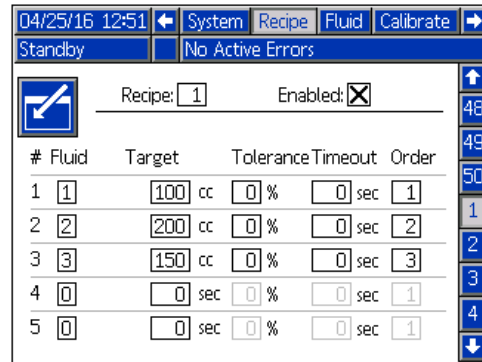 04/25/16 12:51 System Recipe Fluid Calibrate
Standby No Active Errors
Recipe: 1 Enabled: X
# Fluid Target Tolerance Timeout Order
1 1 100 cc 0 % 0 sec 1
2 2 200 cc 0 % 0 sec 2
3 3 150 cc 0 % 0 sec 3
4 0 0 sec 0 % 0 sec 1
5 0 0 sec 0 % 0 sec 1
48
49
50
1
2
3
4